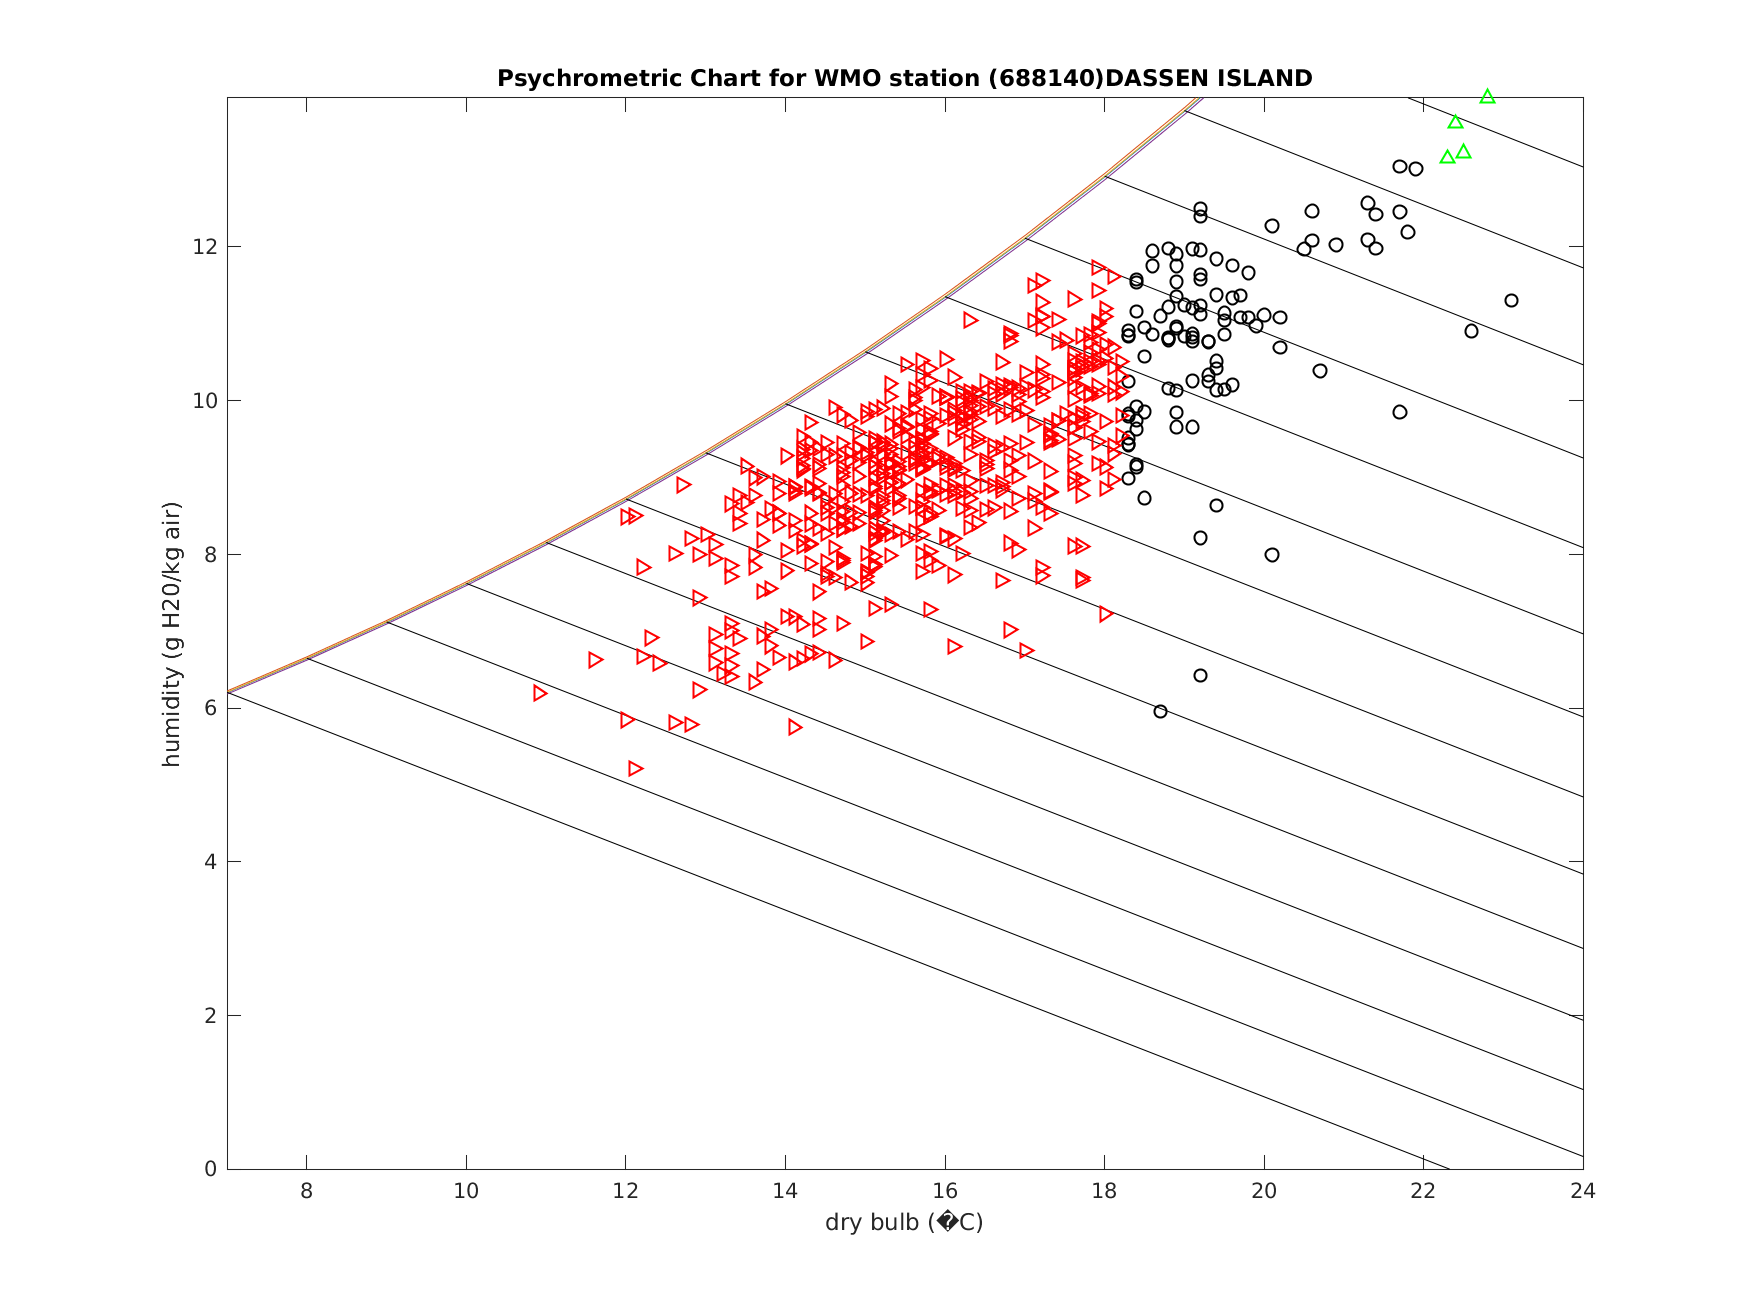 Psychrometric Chart for WMO station (688140)DASSEN ISLAND
humidity (g H20/kg air)
12
10
8
6
4
2
0
8 10 12 14 16 18 20 22 24
dry bulb (�C)